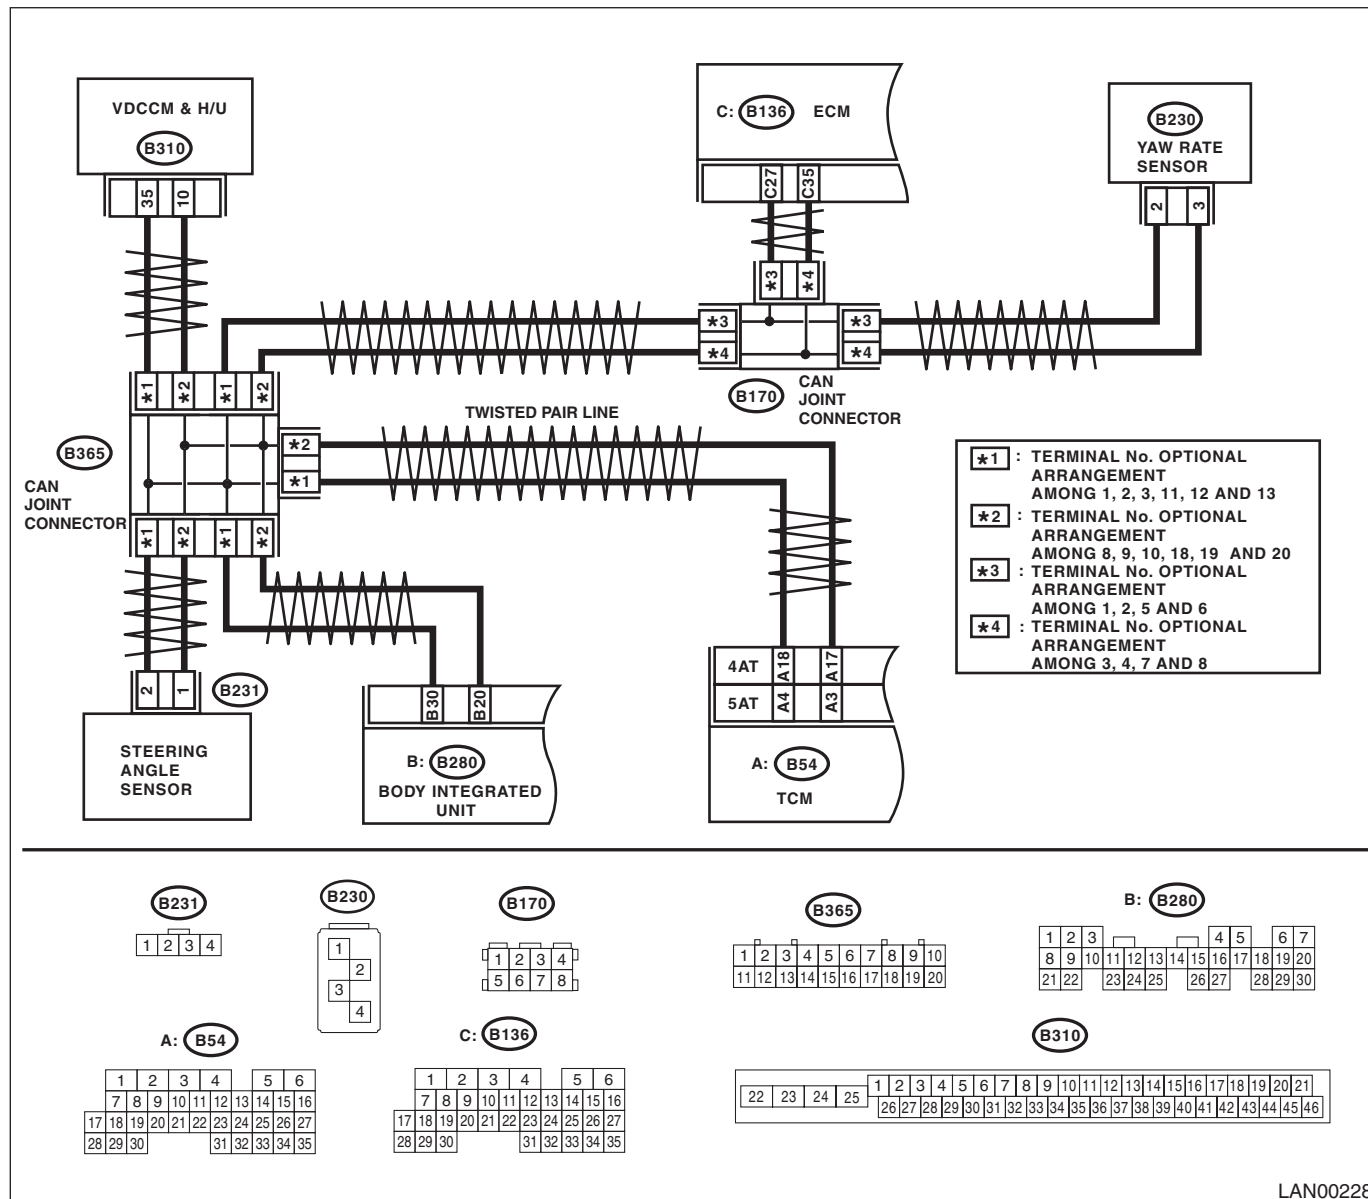 VDCCM & H/U
B310
35 10
C: B136 ECM
C27 C35
B230
YAW RATE
SENSOR
2 3
*3 *4
*3 *3
*4 *4
B170 CAN
JOINT
CONNECTOR
*1 *2 *1 *2
TWISTED PAIR LINE
*2
*1
B365
CAN
JOINT
CONNECTOR
*1 *2 *1 *2
*1 : TERMINAL No. OPTIONAL
ARRANGEMENT
AMONG 1, 2, 3, 11, 12 AND 13
*2 : TERMINAL No. OPTIONAL
ARRANGEMENT
AMONG 8, 9, 10, 18, 19 AND 20
*3 : TERMINAL No. OPTIONAL
ARRANGEMENT
AMONG 1, 2, 5 AND 6
*4 : TERMINAL No. OPTIONAL
ARRANGEMENT
AMONG 3, 4, 7 AND 8
2 1 B231
STEERING
ANGLE
SENSOR
B30 B20
B: B280
BODY INTEGRATED
UNIT
4AT A18 A17
5AT A4 A3
A: B54
TCM
B231
1 2 3 4
B230
1
2
3
4
B170
1 2 3 4
5 6 7 8
B365
1 2 3 4 5 6 7 8 9 10
11 12 13 14 15 16 17 18 19 20
B: B280
1 2 3 4 5 6 7
8 9 10 11 12 13 14 15 16 17 18 19 20
21 22 23 24 25 26 27 28 29 30
A: B54
1 2 3 4 5 6
7 8 9 10 11 12 13 14 15 16
17 18 19 20 21 22 23 24 25 26 27
28 29 30 31 32 33 34 35
C: B136
1 2 3 4 5 6
7 8 9 10 11 12 13 14 15 16
17 18 19 20 21 22 23 24 25 26 27
28 29 30 31 32 33 34 35
B310
1 2 3 4 5 6 7 8 9 10 11 12 13 14 15 16 17 18 19 20 21
22 23 24 25
26 27 28 29 30 31 32 33 34 35 36 37 38 39 40 41 42 43 44 45 46
LAN00228